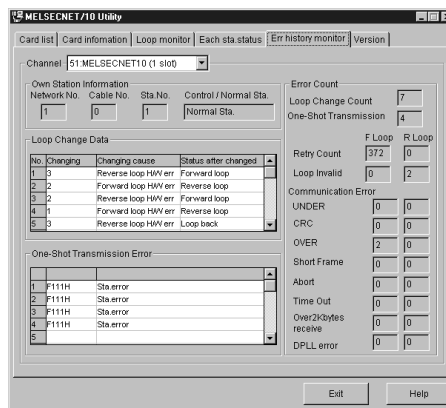 MELSECNET/10 Utility
Card list Card infomation Loop monitor Each sta.status Err history monitor Version
Channel 51:MELSECNET10 (1 slot)
Own Station Information
Network No. Cable No. Sta.No. Control / Normal Sta.
1 0 1 Normal Sta.
Loop Change Data
No. Changing Changing cause Status after changed
1 3 Reverse loop H/W err Forward loop
2 2 Reverse loop H/W err Forward loop
3 2 Forward loop H/W err Reverse loop
4 1 Forward loop H/W err Reverse loop
5 3 Reverse loop H/W err Loop back
One-Shot Transmission Error
1 F111H Sta.error
2 F111H Sta.error
3 F111H Sta.error
4 F111H Sta.error
5
Error Count
Loop Change Count 7
One-Shot Transmission 4
F Loop R Loop
Retry Count 372 0
Loop Invalid 0 2
Communication Error
UNDER 0 0
CRC 0 0
OVER 2 0
Short Frame 0 0
Abort 0 0
Time Out 0 0
Over2Kbytes
receive 0 0
DPLL error 0 0
Exit Help